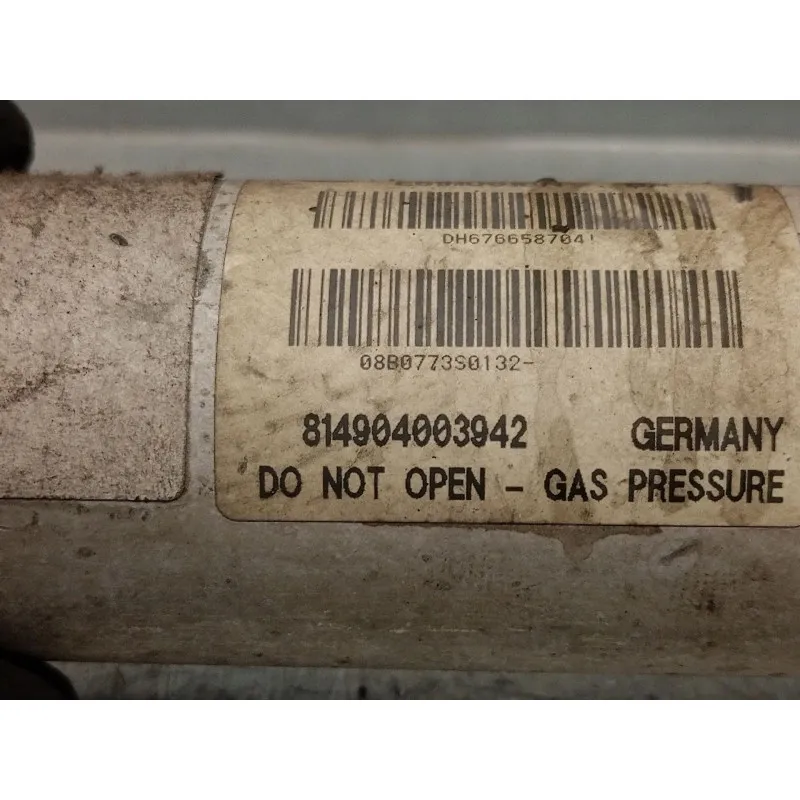 DH676658704!
08B0773S0132-
814904003942 GERMANY
DO NOT OPEN - GAS PRESSURE